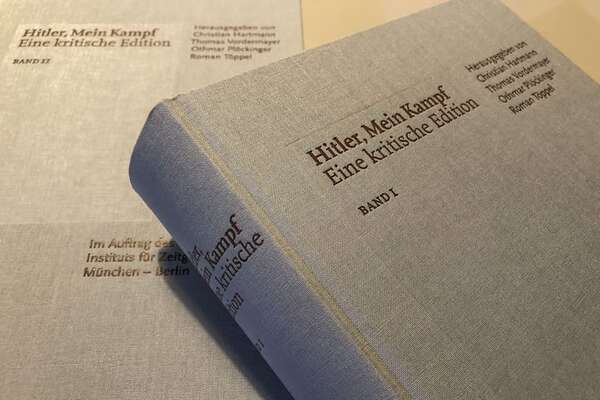 Hitler, Mein Kampf
Eine kritische Edition
BAND II
Herausgegeben von
Christian Hartmann
Thomas Vordermayer
Othmar Plöckinger
Roman Töppel
Im Auftrag des
Instituts für
München – Berlin
Hitler, Mein Kampf
Eine kritische Edition
BAND I
Herausgegeben von
Christian Hartmann
Thomas Vordermayer
Othmar Plöckinger
Roman Töppel
Kampf
kritische